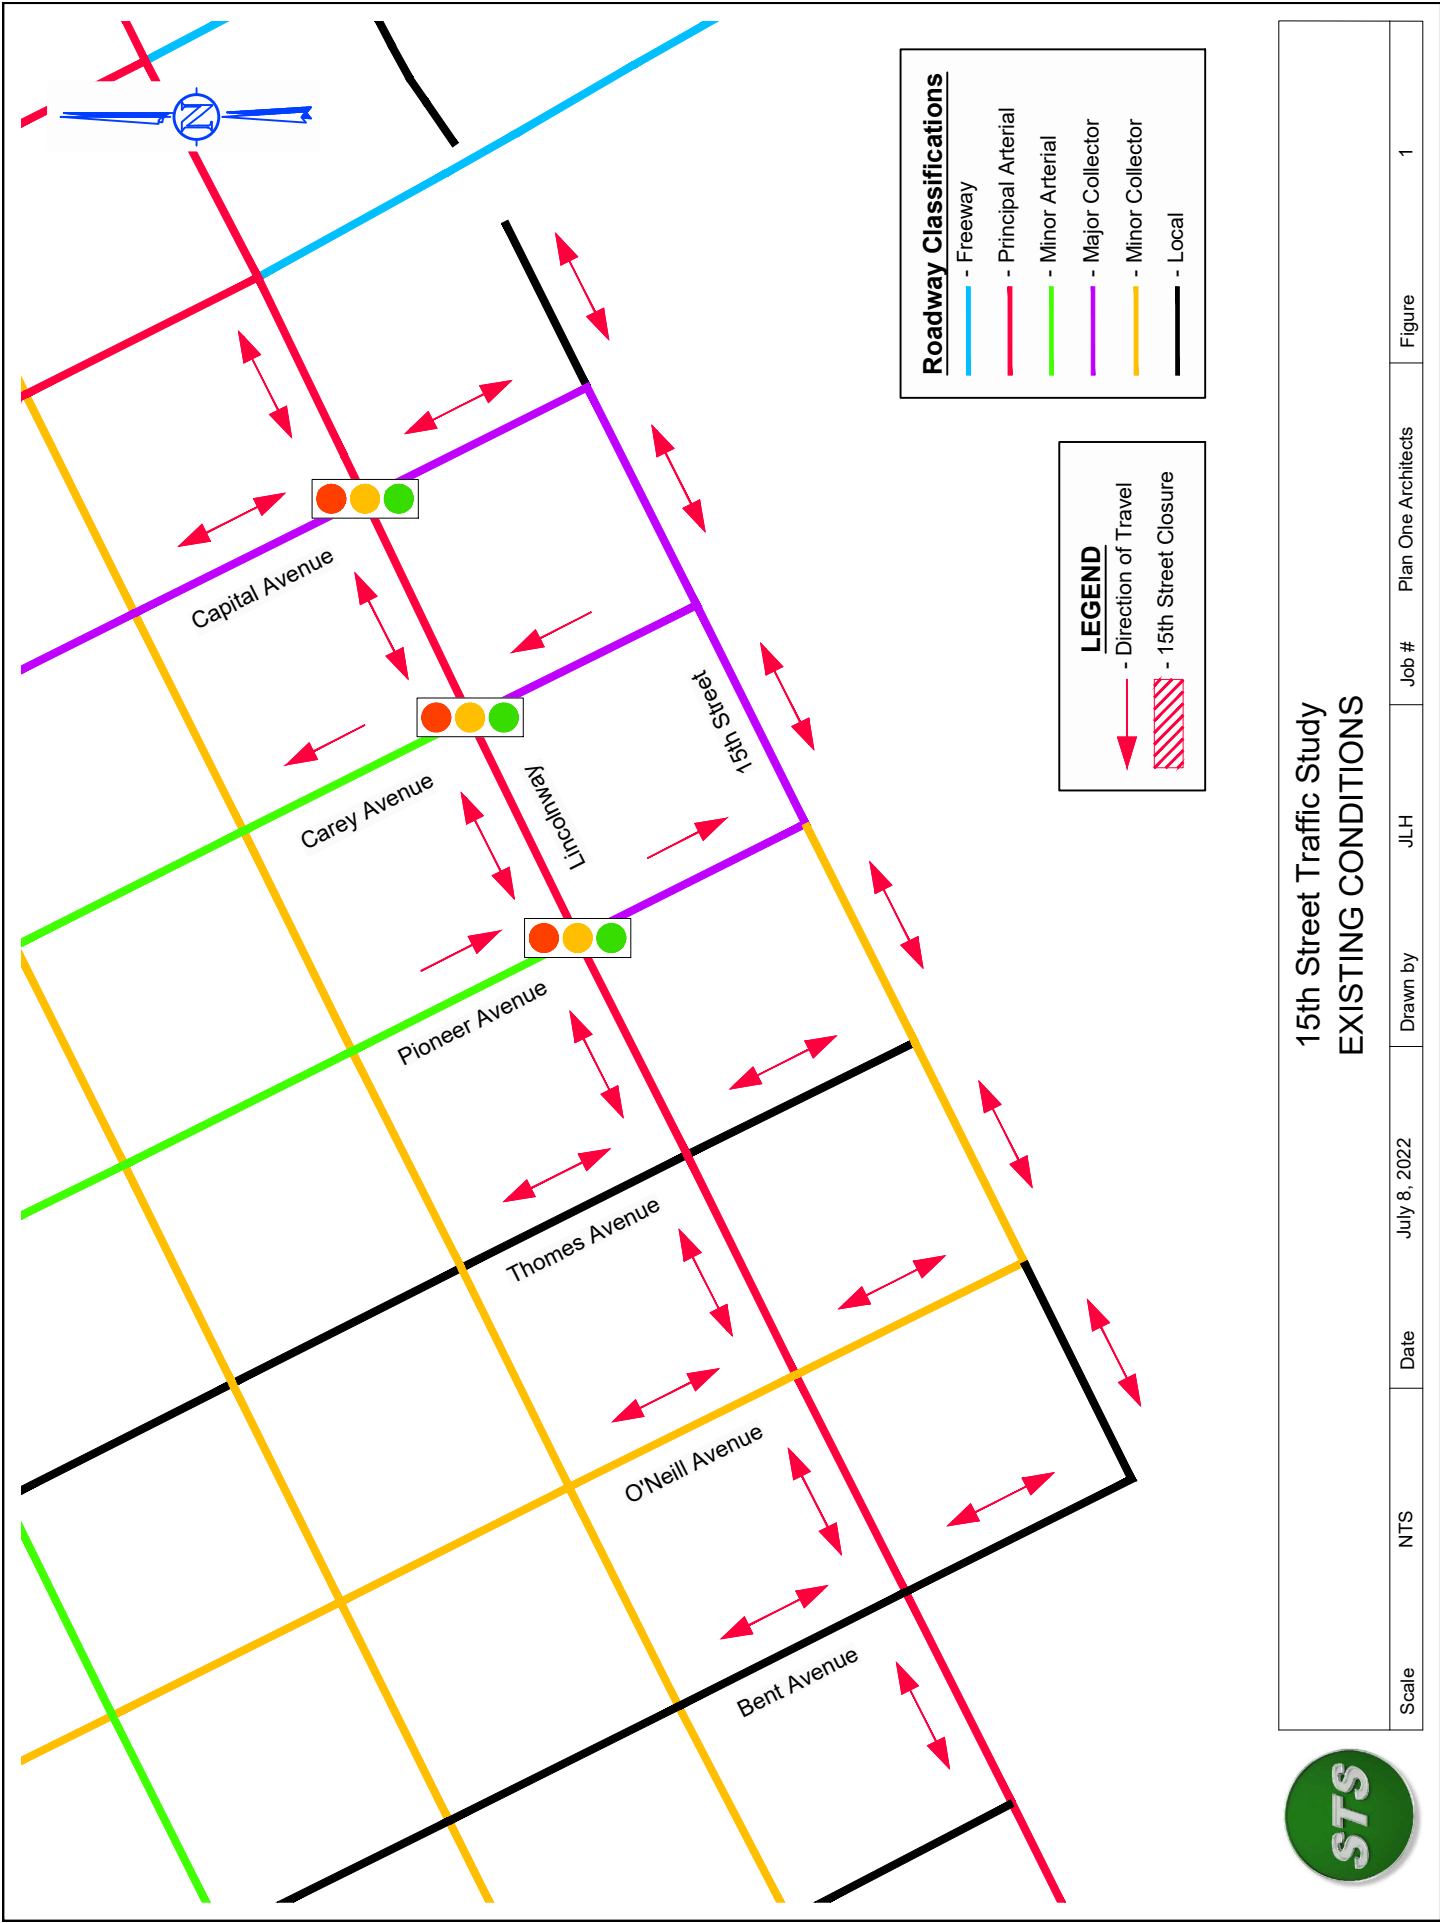 N
Capital Avenue
Carey Avenue
Pioneer Avenue
Thomes Avenue
O'Neill Avenue
Bent Avenue
Lincolnway
15th Street
Roadway Classifications
- Freeway
- Principal Arterial
- Minor Arterial
- Major Collector
- Minor Collector
- Local
LEGEND
- Direction of Travel
- 15th Street Closure
STS
15th Street Traffic Study
EXISTING CONDITIONS
Scale NTS Date July 8, 2022 Drawn by JLH Job # Plan One Architects Figure 1